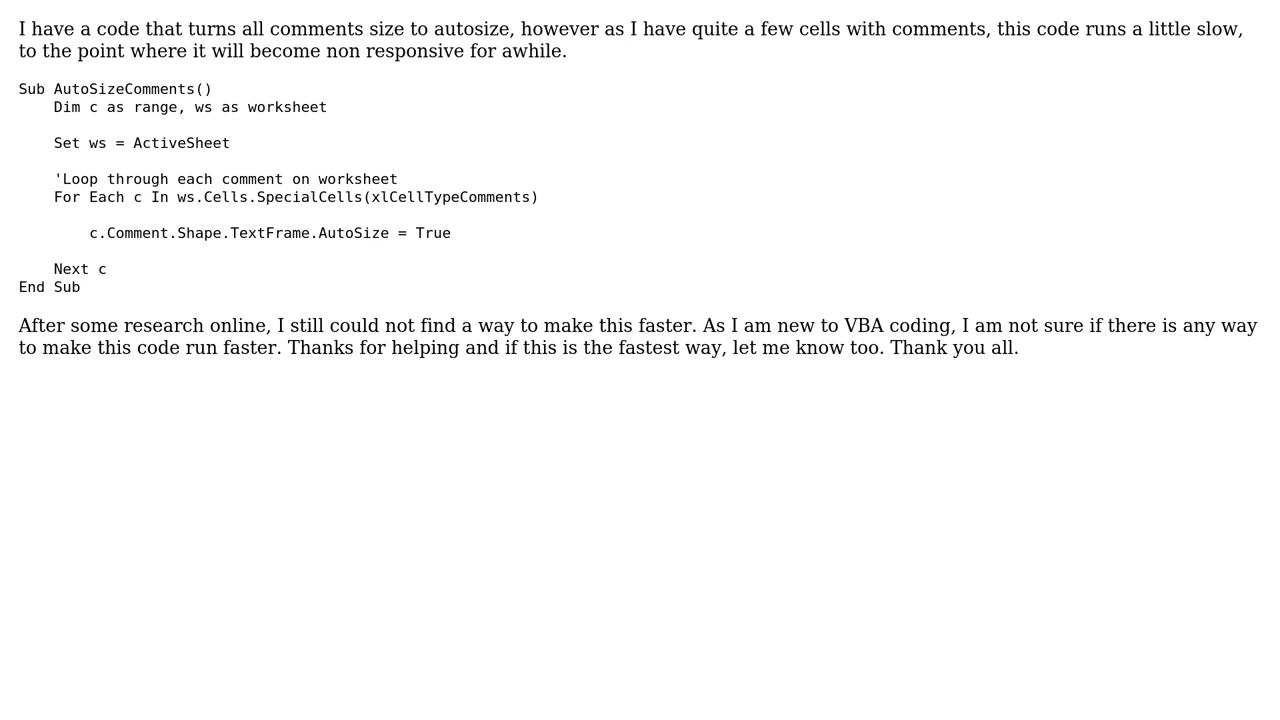 I have a code that turns all comments size to autosize, however as I have quite a few cells with comments, this code runs a little slow,
to the point where it will become non responsive for awhile.
Sub AutoSizeComments()
    Dim c as range, ws as worksheet
    Set ws = ActiveSheet
    'Loop through each comment on worksheet
    For Each c In ws.Cells.SpecialCells(xlCellTypeComments)
        c.Comment.Shape.TextFrame.AutoSize = True
    Next c
End Sub
After some research online, I still could not find a way to make this faster. As I am new to VBA coding, I am not sure if there is any way
to make this code run faster. Thanks for helping and if this is the fastest way, let me know too. Thank you all.